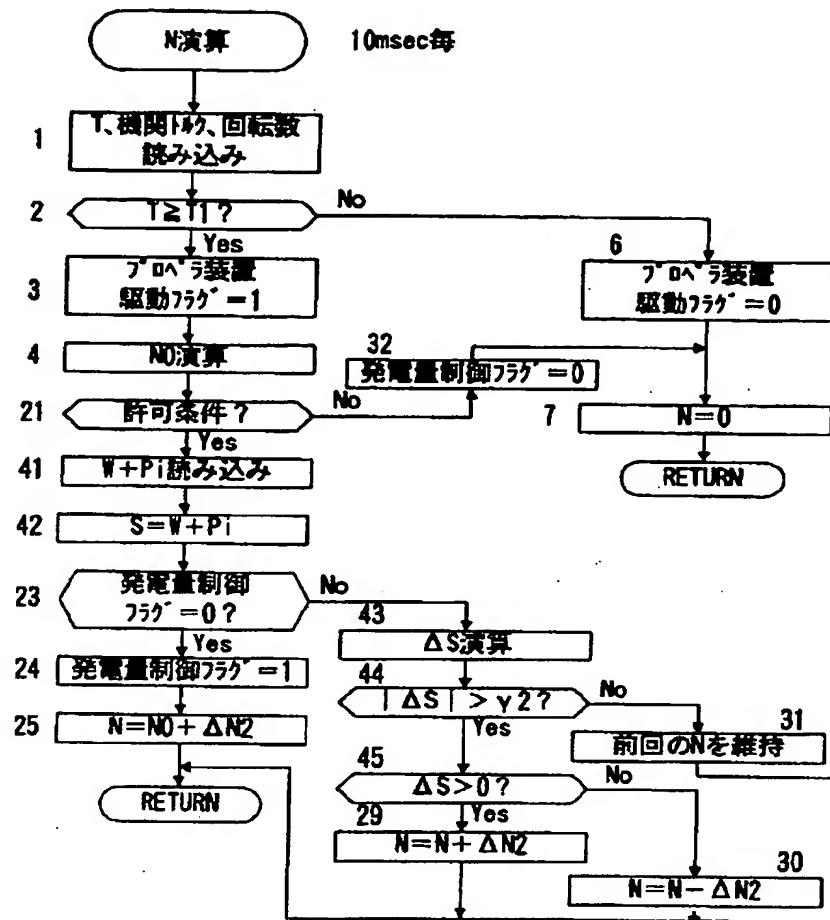 N演算
10msec毎
1
T、機関ﾄﾙｸ、回転数
読み込み
2
T≧T1?
No
Yes
3
ﾌﾟﾛﾍﾟﾗ装置
駆動ﾌﾗｸﾞ=1
6
ﾌﾟﾛﾍﾟﾗ装置
駆動ﾌﾗｸﾞ=0
4
N0演算
32
発電量制御ﾌﾗｸﾞ=0
21
許可条件?
No
Yes
7
N=0
RETURN
41
W+Pi読み込み
42
S=W+Pi
23
発電量制御
ﾌﾗｸﾞ=0?
No
Yes
43
ΔS演算
24
発電量制御ﾌﾗｸﾞ=1
44
|ΔS|>γ2?
No
Yes
25
N=N0+ΔN2
31
前回のNを維持
RETURN
45
ΔS>0?
No
Yes
29
N=N+ΔN2
30
N=N-ΔN2